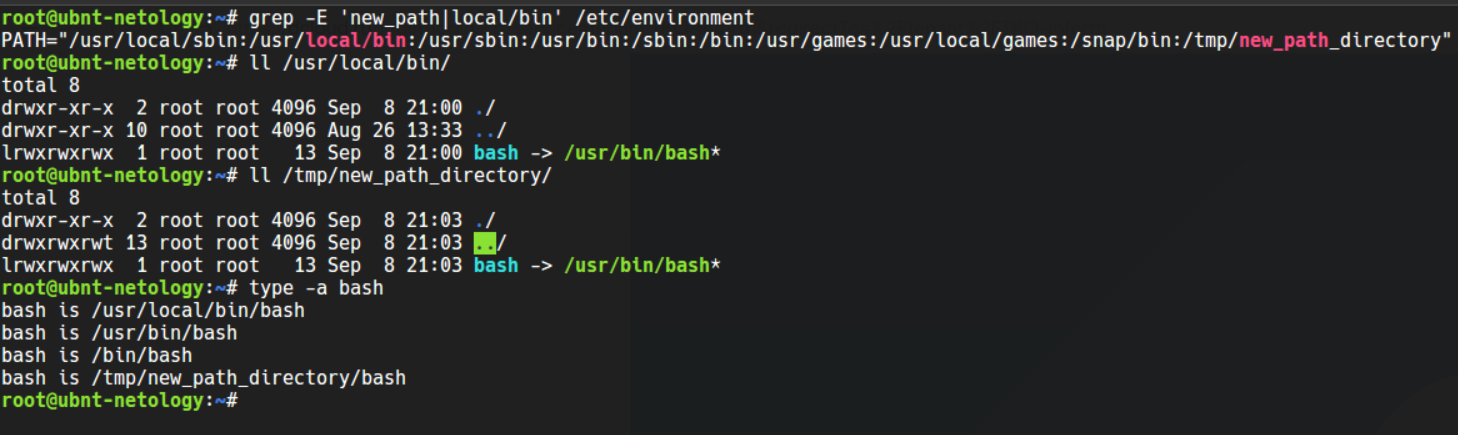 root@ubnt-netology:~# grep -E 'new_path|local/bin' /etc/environment
PATH="/usr/local/sbin:/usr/local/bin:/usr/sbin:/usr/bin:/sbin:/bin:/usr/games:/usr/local/games:/snap/bin:/tmp/new_path_directory"
root@ubnt-netology:~# ll /usr/local/bin/
total 8
drwxr-xr-x  2 root root 4096 Sep  8 21:00 ./
drwxr-xr-x 10 root root 4096 Aug 26 13:33 ../
lrwxrwxrwx  1 root root   13 Sep  8 21:00 bash -> /usr/bin/bash*
root@ubnt-netology:~# ll /tmp/new_path_directory/
total 8
drwxr-xr-x  2 root root 4096 Sep  8 21:03 ./
drwxrwxrwt 13 root root 4096 Sep  8 21:03 ../
lrwxrwxrwx  1 root root   13 Sep  8 21:03 bash -> /usr/bin/bash*
root@ubnt-netology:~# type -a bash
bash is /usr/local/bin/bash
bash is /usr/bin/bash
bash is /bin/bash
bash is /tmp/new_path_directory/bash
root@ubnt-netology:~#